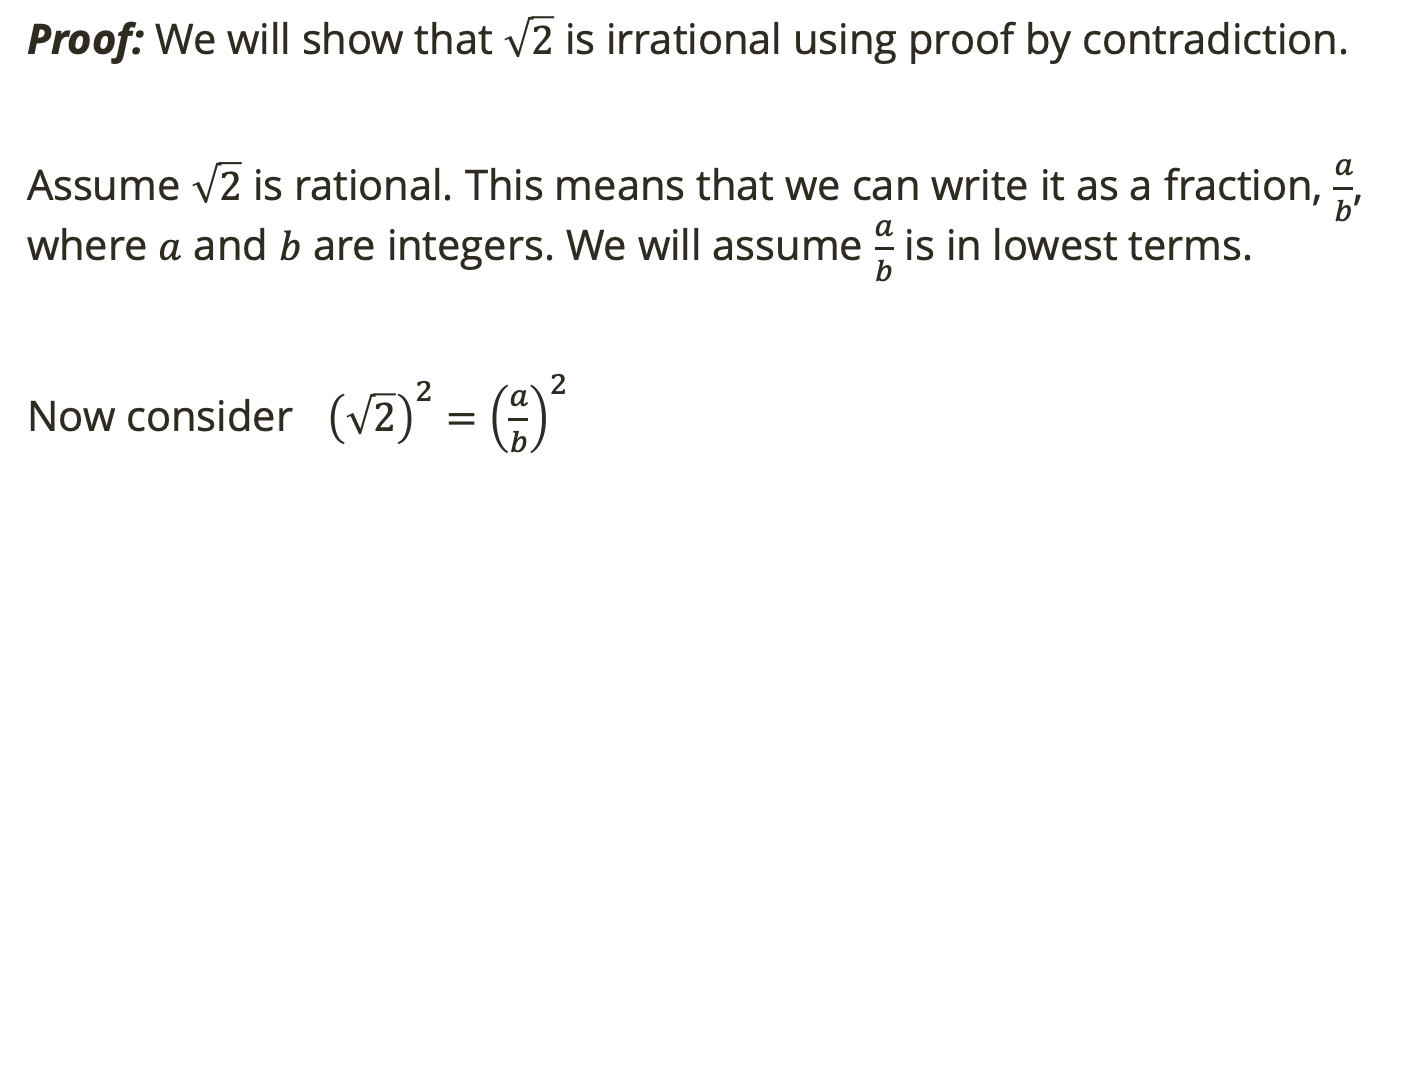 Proof: We will show that √2 is irrational using proof by contradiction.
Assume √2 is rational. This means that we can write it as a fraction, a/b,
where a and b are integers. We will assume a/b is in lowest terms.
Now consider (√2)² = (a/b)²